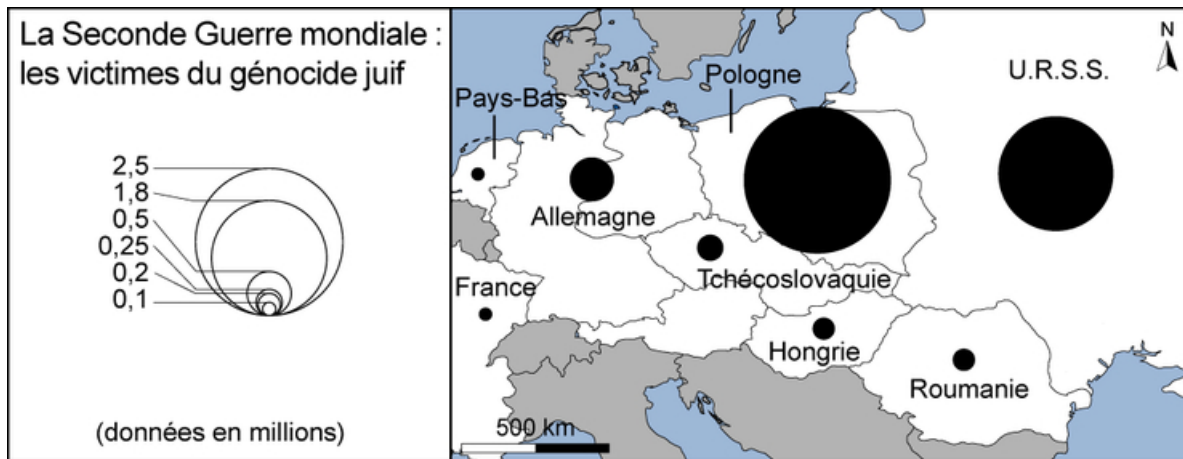 La Seconde Guerre mondiale :
les victimes du génocide juif
2,5
1,8
0,5
0,25
0,2
0,1
(données en millions)
N
U.R.S.S.
Pologne
Pays-Bas
Allemagne
Tchécoslovaquie
France
Hongrie
Roumanie
500 km